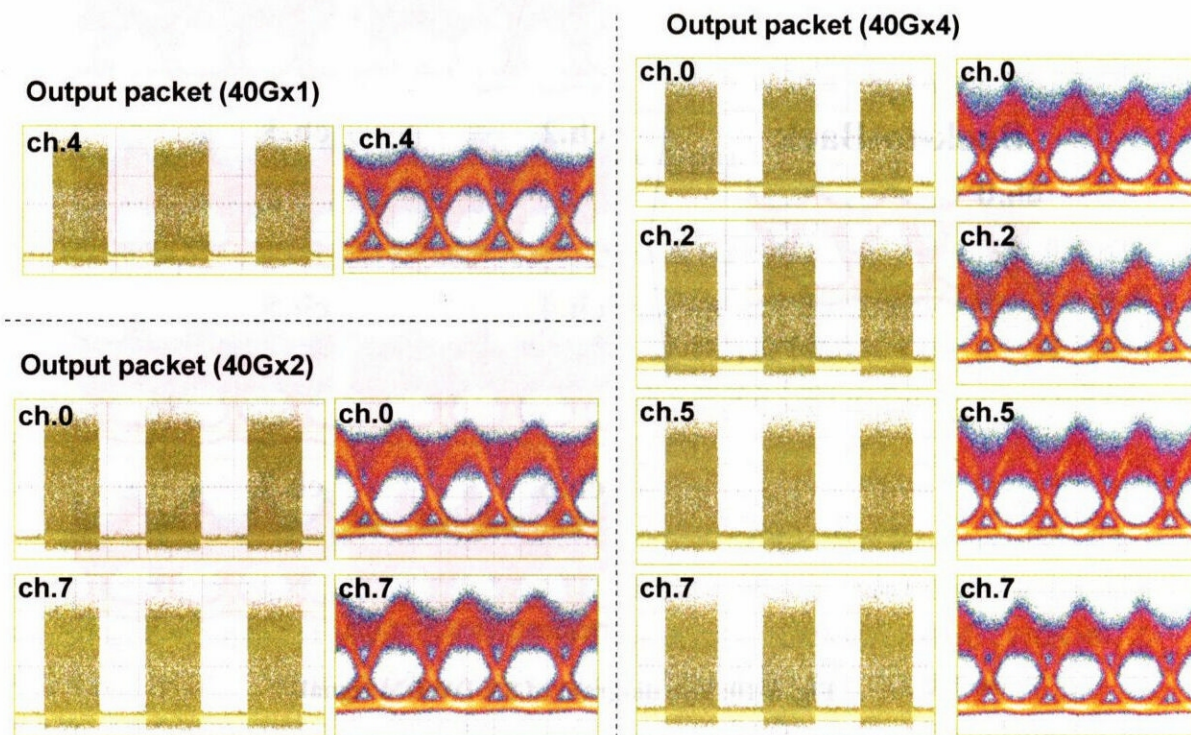 Output packet (40Gx1)
ch.4
ch.4
Output packet (40Gx2)
ch.0
ch.0
ch.7
ch.7
Output packet (40Gx4)
ch.0
ch.0
ch.2
ch.2
ch.5
ch.5
ch.7
ch.7